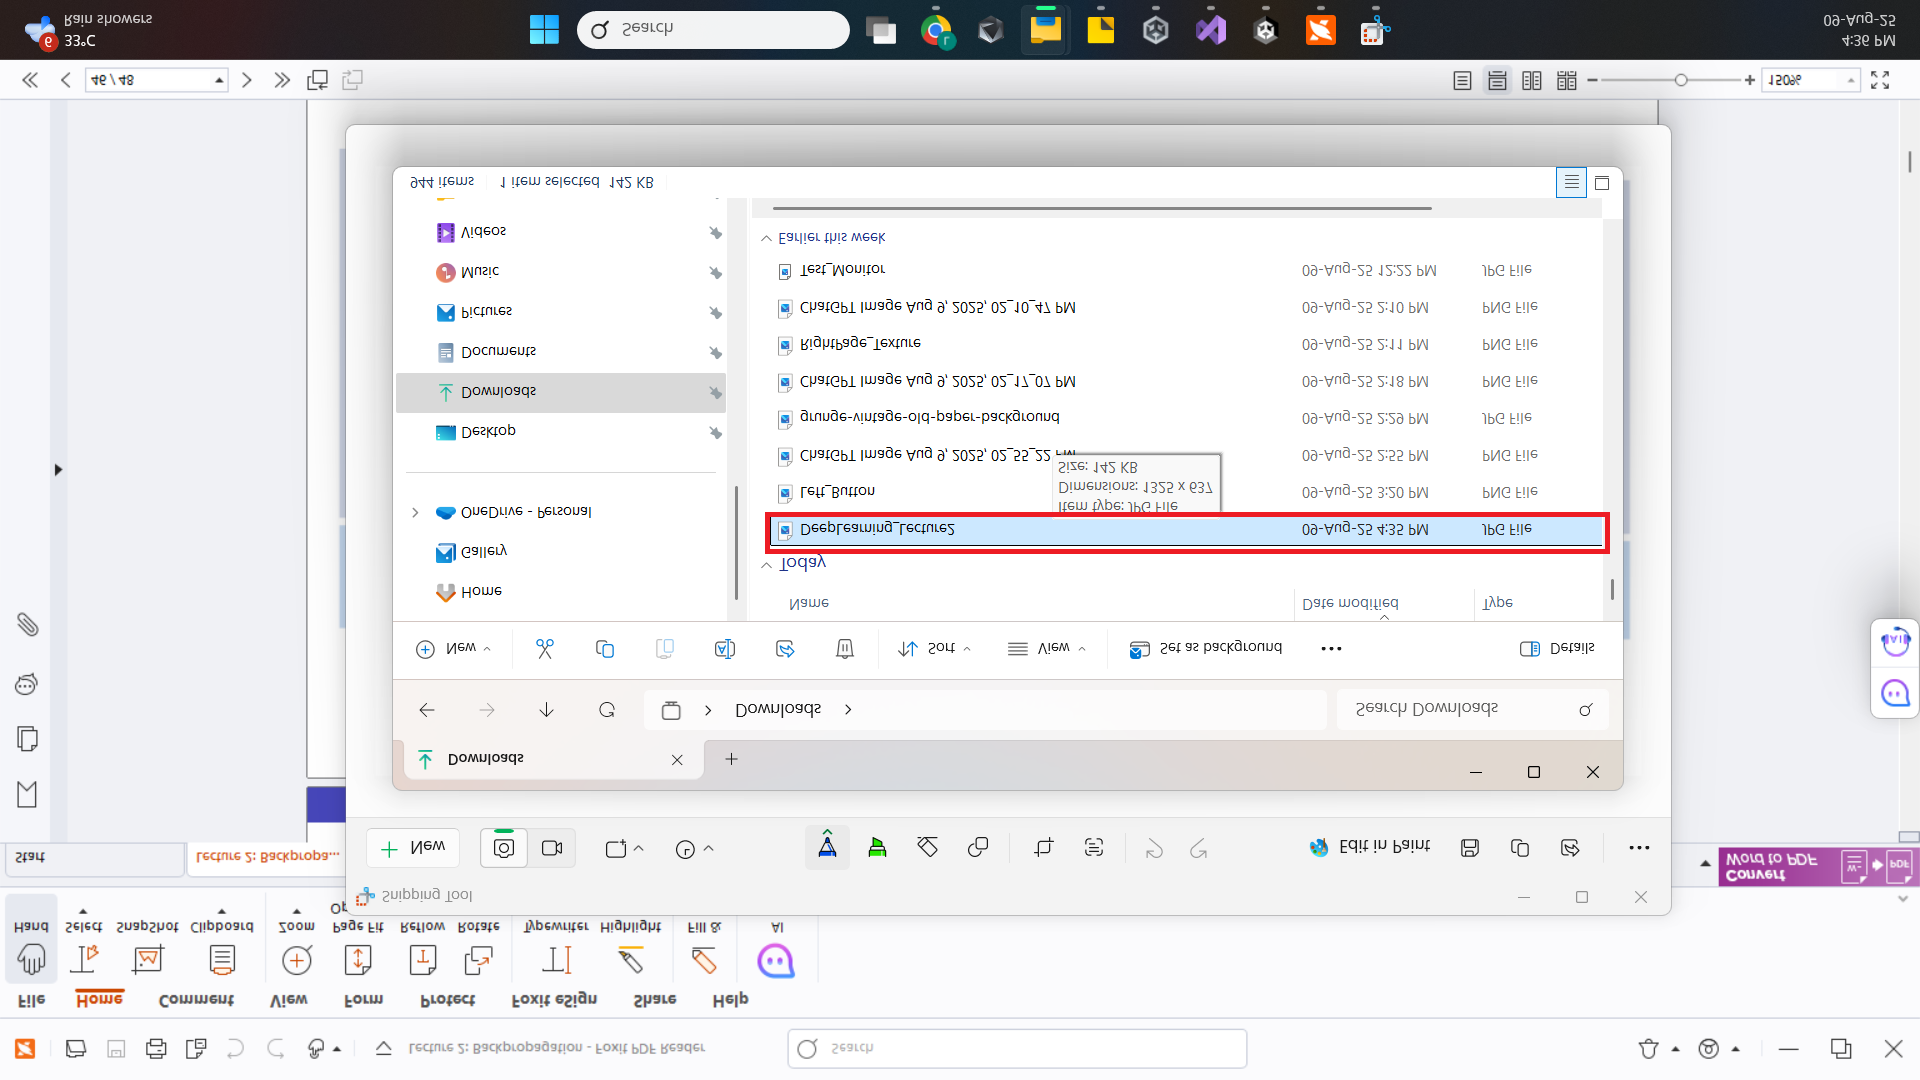 Lecture 2: Backpropagation - Foxit PDF Reader
Search
File Home Comment View Form Protect Foxit eSign Share Help
Hand Select SnapShot Clipboard Zoom Page Fit Reflow Rotate Typewriter Highlight Fill & AI
Snipping Tool
Start
Lecture 2: Backpropa...
Convert
Word to PDF
W
PDF
New
Edit in Paint
Downloads
Downloads
Search Downloads
New
Sort
View
Set as background
Details
Name Date modified Type
Home
Gallery
OneDrive - Personal
Desktop
Downloads
Documents
Pictures
Music
Videos
Today
DeepLearning_Lecture2 09-Aug-25 4:35 PM JPG File
Item type: JPG File
Dimensions: 1325 x 637
Size: 142 KB
Left_Button 09-Aug-25 3:20 PM PNG File
ChatGPT Image Aug 9, 2025, 02_55_22 PM 09-Aug-25 2:55 PM PNG File
grunge-vintage-old-paper-background 09-Aug-25 2:29 PM JPG File
ChatGPT Image Aug 9, 2025, 02_17_07 PM 09-Aug-25 2:18 PM PNG File
RightPage_Texture 09-Aug-25 2:11 PM PNG File
ChatGPT Image Aug 9, 2025, 02_10_47 PM 09-Aug-25 2:10 PM PNG File
Test_Monitor 09-Aug-25 12:22 PM JPG File
Earlier this week
944 items 1 item selected 142 KB
46 / 48
150%
6
33°C
Rain showers
Search
L
4:36 PM
09-Aug-25